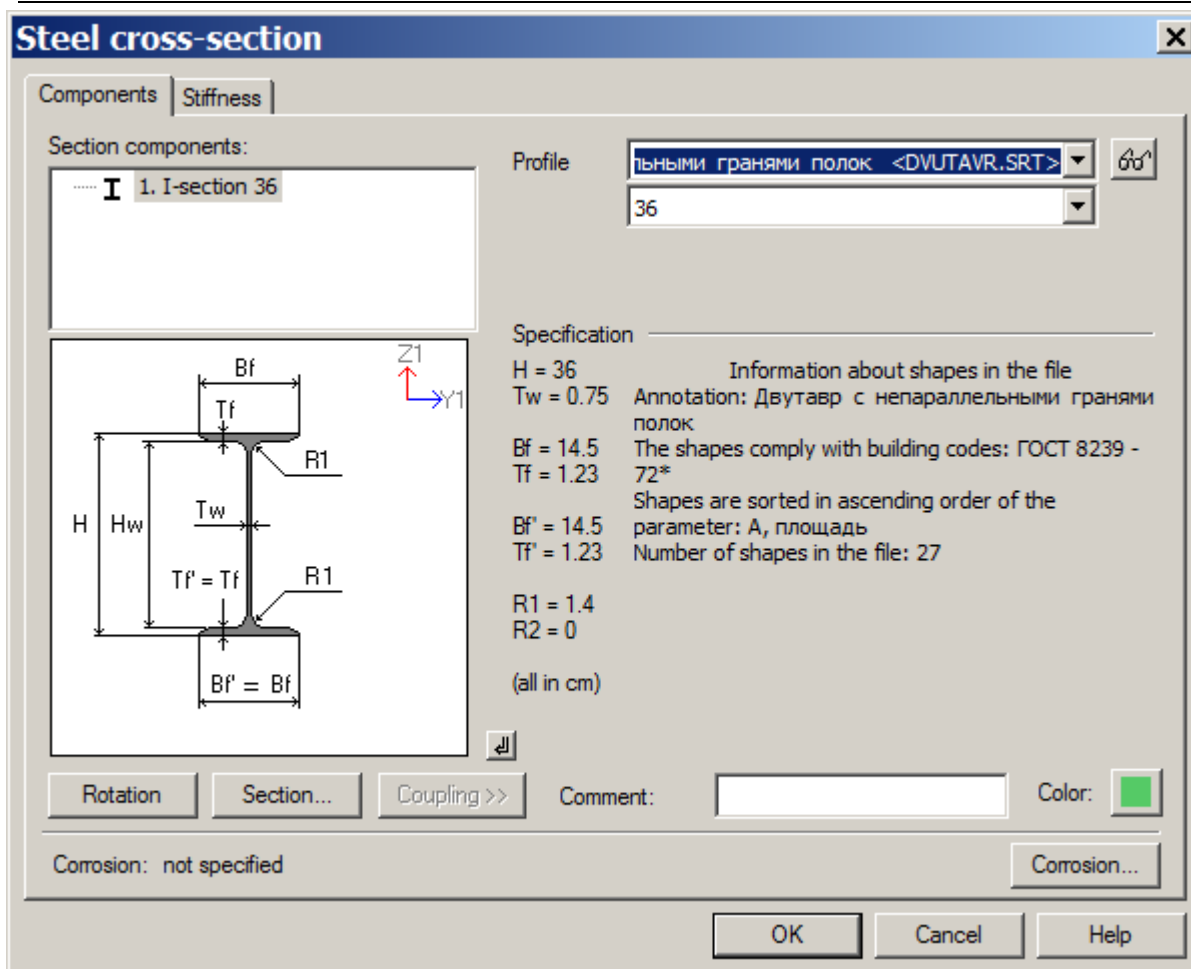 Steel cross-section
Components
Stiffness
Section components:
1. I-section 36
Profile
льными гранями полок <DVUTAVR.SRT>
36
Specification
H = 36
Information about shapes in the file
Tw = 0.75
Annotation: Двутавр с непараллельными гранями
полок
Bf = 14.5
The shapes comply with building codes: ГОСТ 8239 -
Tf = 1.23
72*
Shapes are sorted in ascending order of the
Bf' = 14.5
parameter: A, площадь
Tf' = 1.23
Number of shapes in the file: 27
R1 = 1.4
R2 = 0
(all in cm)
Z1
Y1
Bf
Tf
R1
H
Hw
Tw
Tf' = Tf
R1
Bf' = Bf
Rotation
Section...
Coupling >>
Comment:
Color:
Corrosion: not specified
Corrosion...
OK
Cancel
Help